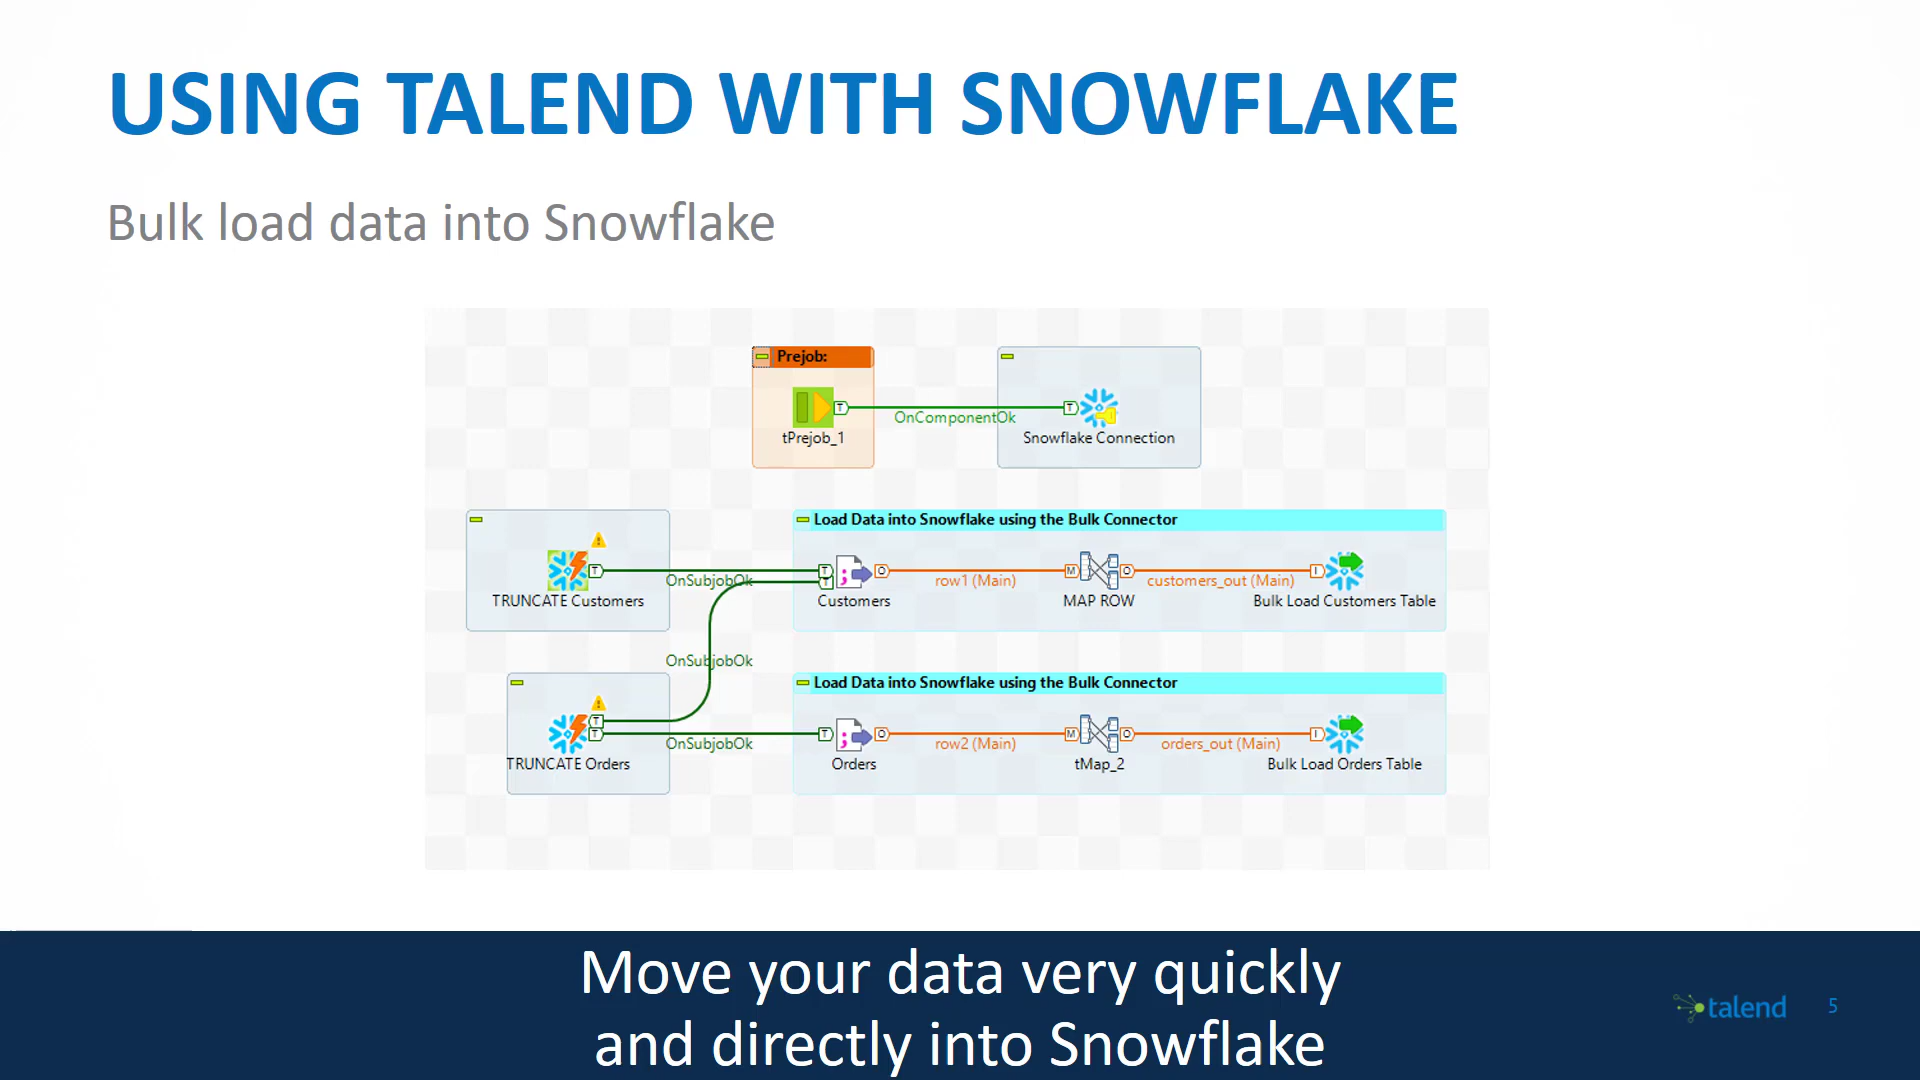 USING TALEND WITH SNOWFLAKE
Bulk load data into Snowflake
Prejob:
T
OnComponentOk
T
tPrejob_1
Snowflake Connection
Load Data into Snowflake using the Bulk Connector
T
OnSubjobOk
T
T
;
O
row1 (Main)
M
O
customers_out (Main)
I
TRUNCATE Customers
Customers
MAP ROW
Bulk Load Customers Table
OnSubjobOk
Load Data into Snowflake using the Bulk Connector
T
T
OnSubjobOk
T
;
O
row2 (Main)
M
O
orders_out (Main)
I
TRUNCATE Orders
Orders
tMap_2
Bulk Load Orders Table
Move your data very quickly
and directly into Snowflake
talend
5